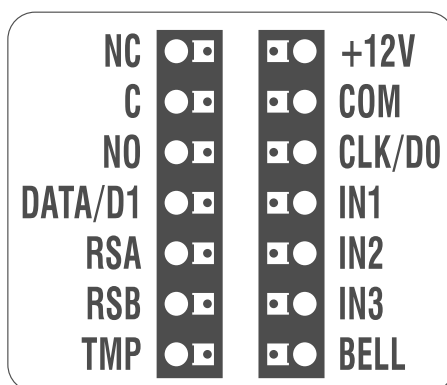 NC +12V
C COM
NO CLK/D0
DATA/D1 IN1
RSA IN2
RSB IN3
TMP BELL